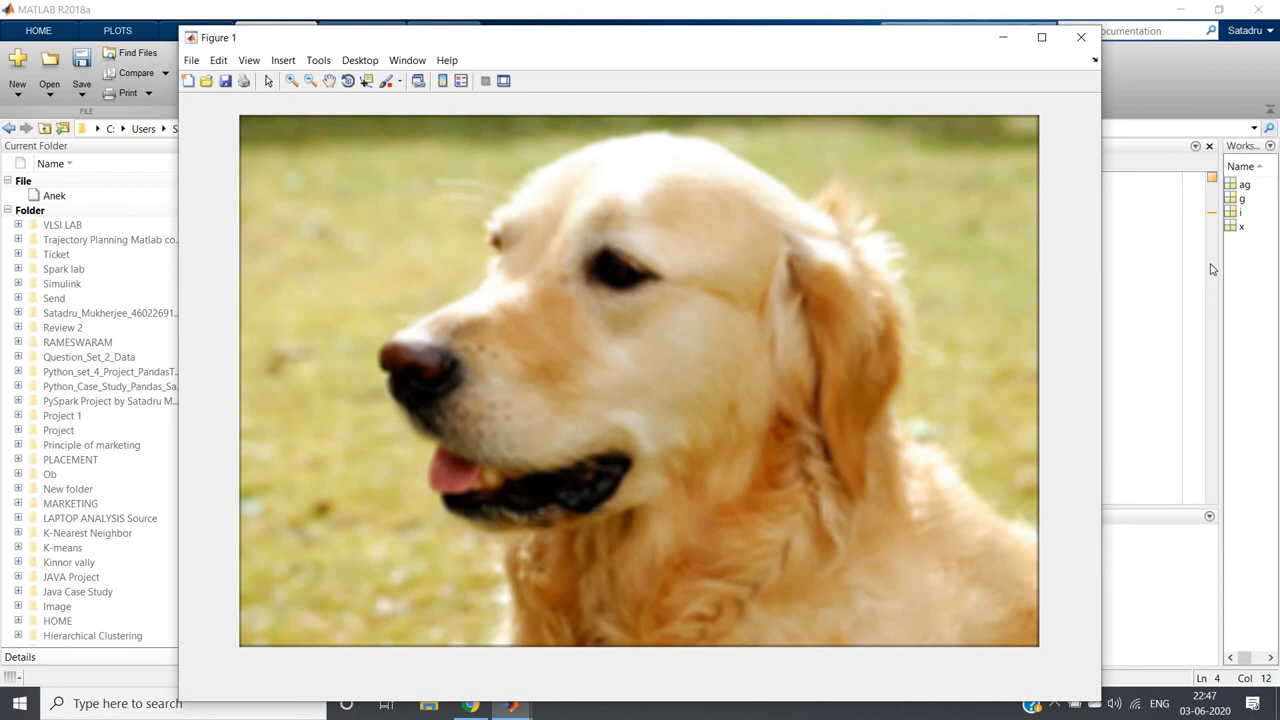 MATLAB R2018a
HOME
PLOTS
ocumentation
Satadru
Figure 1
File Edit View Insert Tools Desktop Window Help
New
Open
Save
Find Files
Compare
Print
FILE
C: Users S
Current Folder
Name
File
Anek
Folder
VLSI LAB
Trajectory Planning Matlab co...
Ticket
Spark lab
Simulink
Send
Satadru_Mukherjee_46022691...
Review 2
RAMESWARAM
Question_Set_2_Data
Python_set_4_Project_PandasT...
Python_Case_Study_Pandas_Sa...
PySpark Project by Satadru M...
Project 1
Project
Principle of marketing
PLACEMENT
Ob
New folder
MARKETING
LAPTOP ANALYSIS Source
K-Nearest Neighbor
K-means
Kinnor vally
JAVA Project
Java Case Study
Image
HOME
Hierarchical Clustering
Details
Works...
Name
ag
g
i
x
Ln 4 Col 12
Type here to search
ENG
22:47
03-06-2020